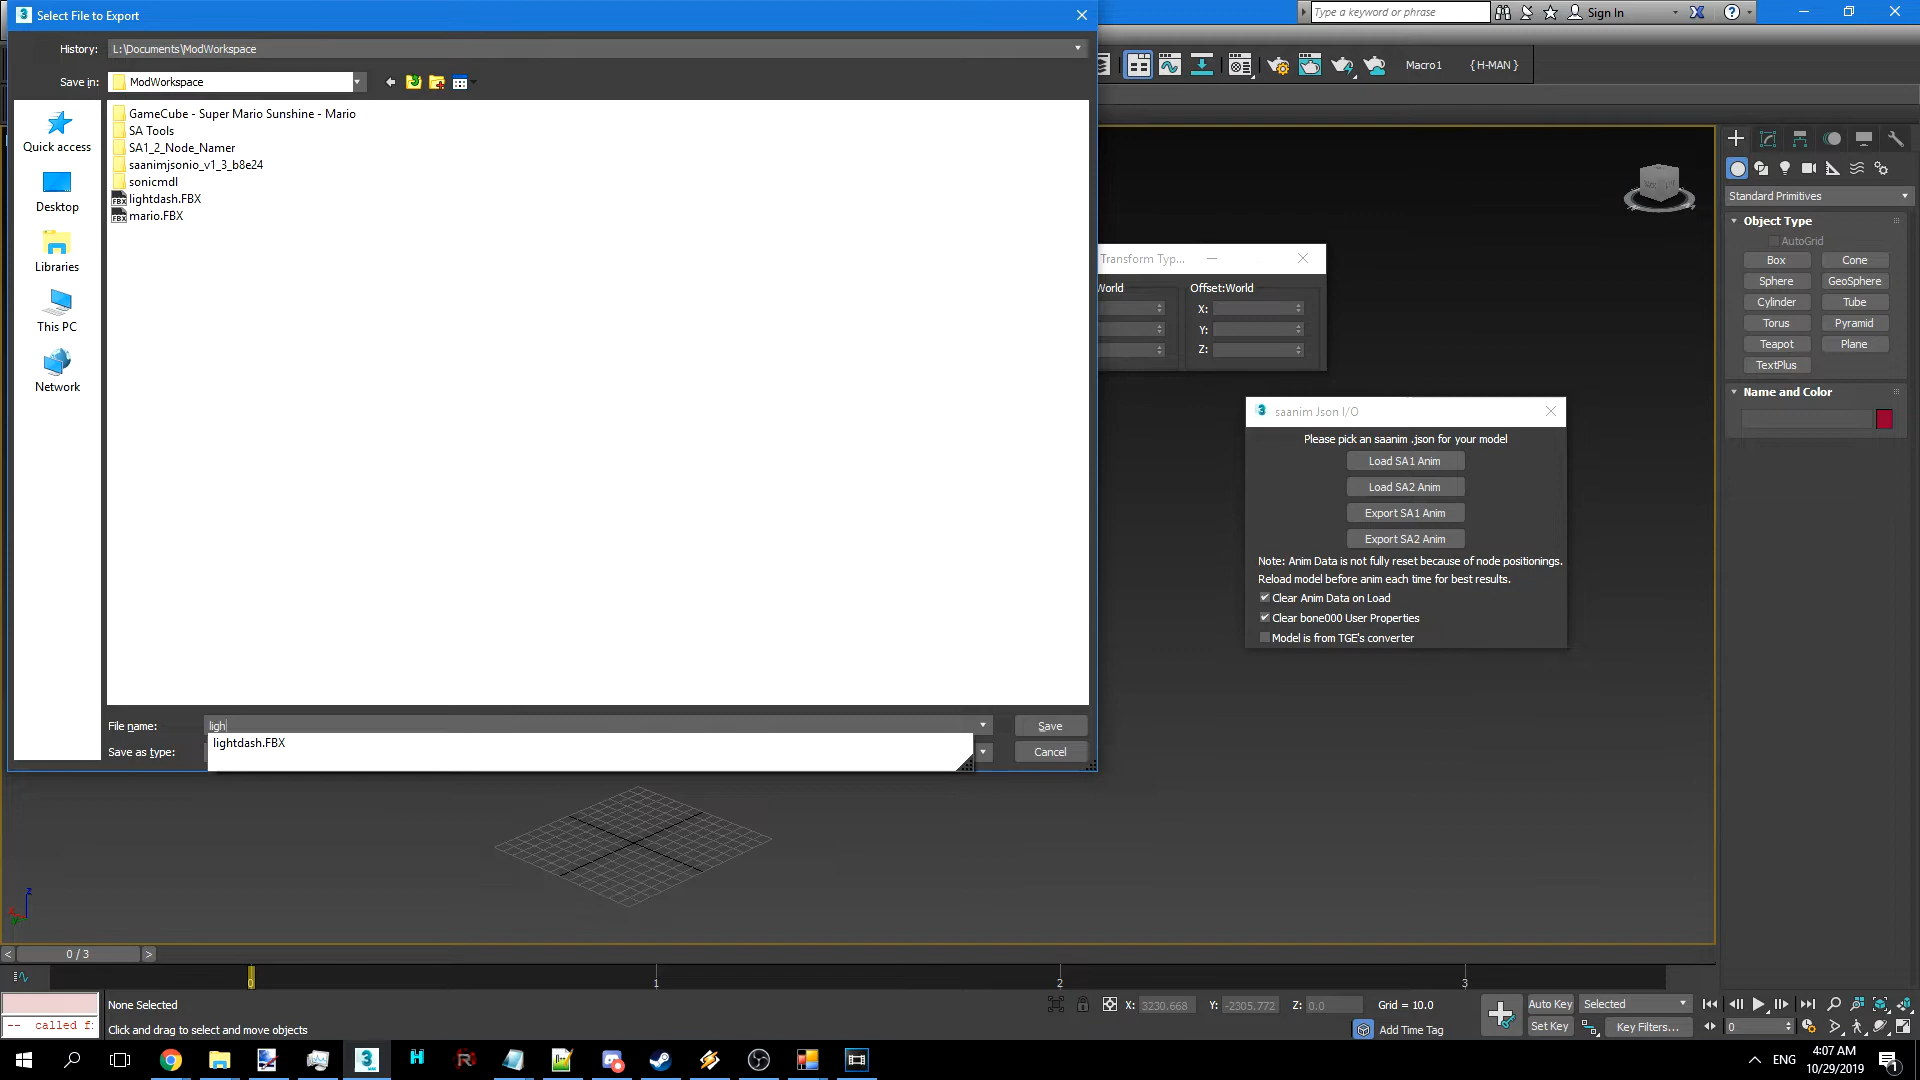 Select File to Export
Type a keyword or phrase
Sign In
History:
L:\Documents\ModWorkspace
Save in:
ModWorkspace
Macro1
{H-MAN}
Quick access
Desktop
Libraries
This PC
Network
GameCube - Super Mario Sunshine - Mario
SA Tools
SA1_2_Node_Namer
saanimjsonio_v1_3_b8e24
sonicmdl
lightdash.FBX
mario.FBX
File name:
ligh
Save
lightdash.FBX
Save as type:
Cancel
Transform Typ...
World
Offset:World
X:
Y:
Z:
saanim Json I/O
Please pick an saanim .json for your model
Load SA1 Anim
Load SA2 Anim
Export SA1 Anim
Export SA2 Anim
Note: Anim Data is not fully reset because of node positionings.
Reload model before anim each time for best results.
Clear Anim Data on Load
Clear bone000 User Properties
Model is from TGE's converter
Standard Primitives
Object Type
AutoGrid
Box
Cone
Sphere
GeoSphere
Cylinder
Tube
Torus
Pyramid
Teapot
Plane
TextPlus
Name and Color
z
0 / 3
0
1
2
3
None Selected
X: 3230.668
Y: -2305.772
Z: 0.0
Grid = 10.0
Auto Key
Selected
-- called f:
Click and drag to select and move objects
Add Time Tag
Set Key
Key Filters...
0
ENG
4:07 AM
10/29/2019
1